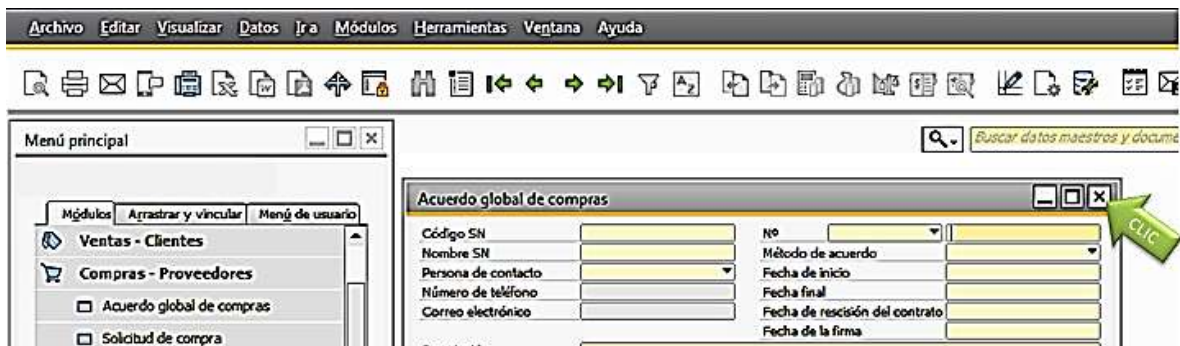 Archivo Editar Visualizar Datos Ir a Módulos Herramientas Ventana Ayuda
Menú principal
Buscar datos maestros y docume
Módulos Arrastrar y vincular Menú de usuario
Ventas - Clientes
Compras - Proveedores
Acuerdo global de compras
Solicitud de compra
Acuerdo global de compras
CLIC
Código SN
Nombre SN
Persona de contacto
Número de teléfono
Correo electrónico
Nº
Método de acuerdo
Fecha de inicio
Fecha final
Fecha de rescisión del contrato
Fecha de la firma